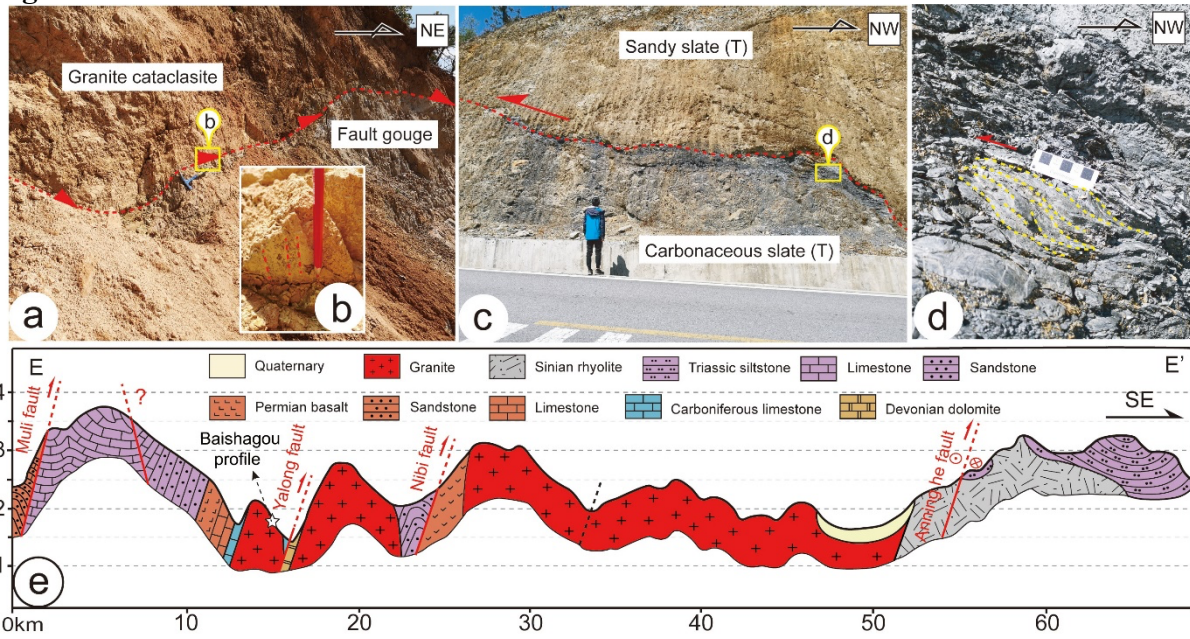 NE
Granite cataclasite
b
Fault gouge
b
a
NW
Sandy slate (T)
d
Carbonaceous slate (T)
c
NW
d
E
E'
Quaternary
Granite
Sinian rhyolite
Triassic siltstone
Limestone
Sandstone
Permian basalt
Sandstone
Limestone
Carboniferous limestone
Devonian dolomite
SE
4
3
2
1
Muli fault
?
Baishagou
profile
Yalong fault
Nibi fault
Anning he fault
e
0km
10
20
30
40
50
60